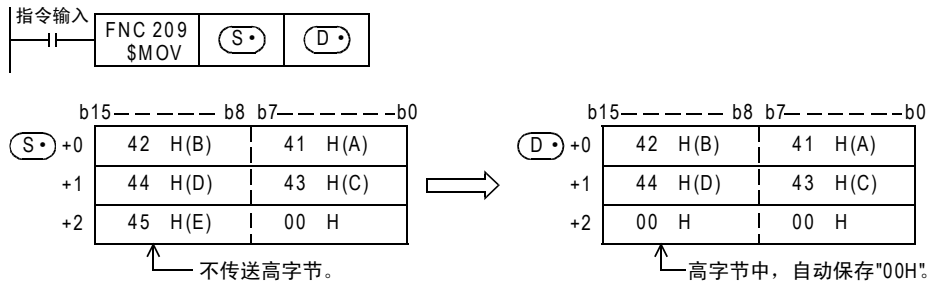 指令输入
FNC 209 S· D·
$MOV
b15 b8 b7 b0 b15 b8 b7 b0
S· +0 42 H(B) 41 H(A) D· +0 42 H(B) 41 H(A)
+1 44 H(D) 43 H(C) +1 44 H(D) 43 H(C)
+2 45 H(E) 00 H +2 00 H 00 H
不传送高字节。 高字节中，自动保存"00H"。